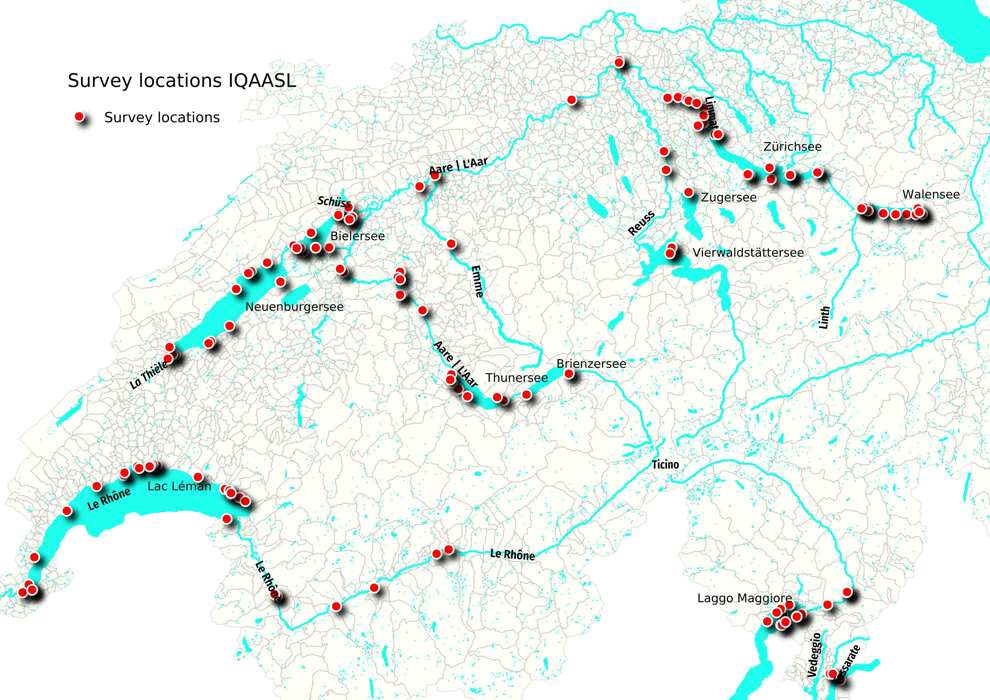 Survey locations IQAASL
Survey locations
Limmat
Zürichsee
Aare | L'Aar
Walensee
Zugersee
Schüss
Reuss
Bielersee
Vierwaldstättersee
Emme
Neuenburgersee
Linth
Aare | L'Aar
Brienzersee
La Thièle
Thunersee
Ticino
Lac Léman
Le Rhône
Le Rhône
Le Rhône
Laggo Maggiore
Vedeggio